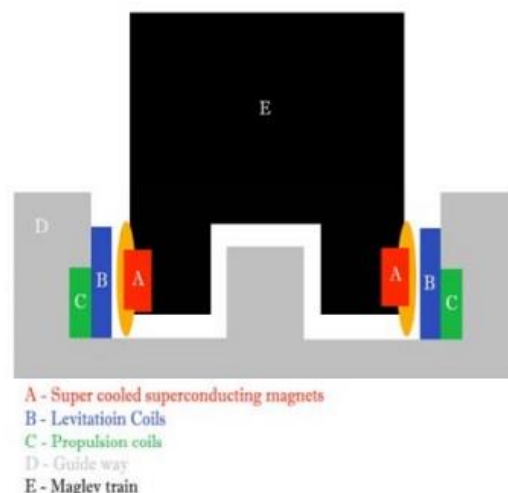 E
D
B
A
A
B
C
C
A - Super cooled superconducting magnets
B - Levitatioin Coils
C - Propulsion coils
D - Guide way
E - Maglev train